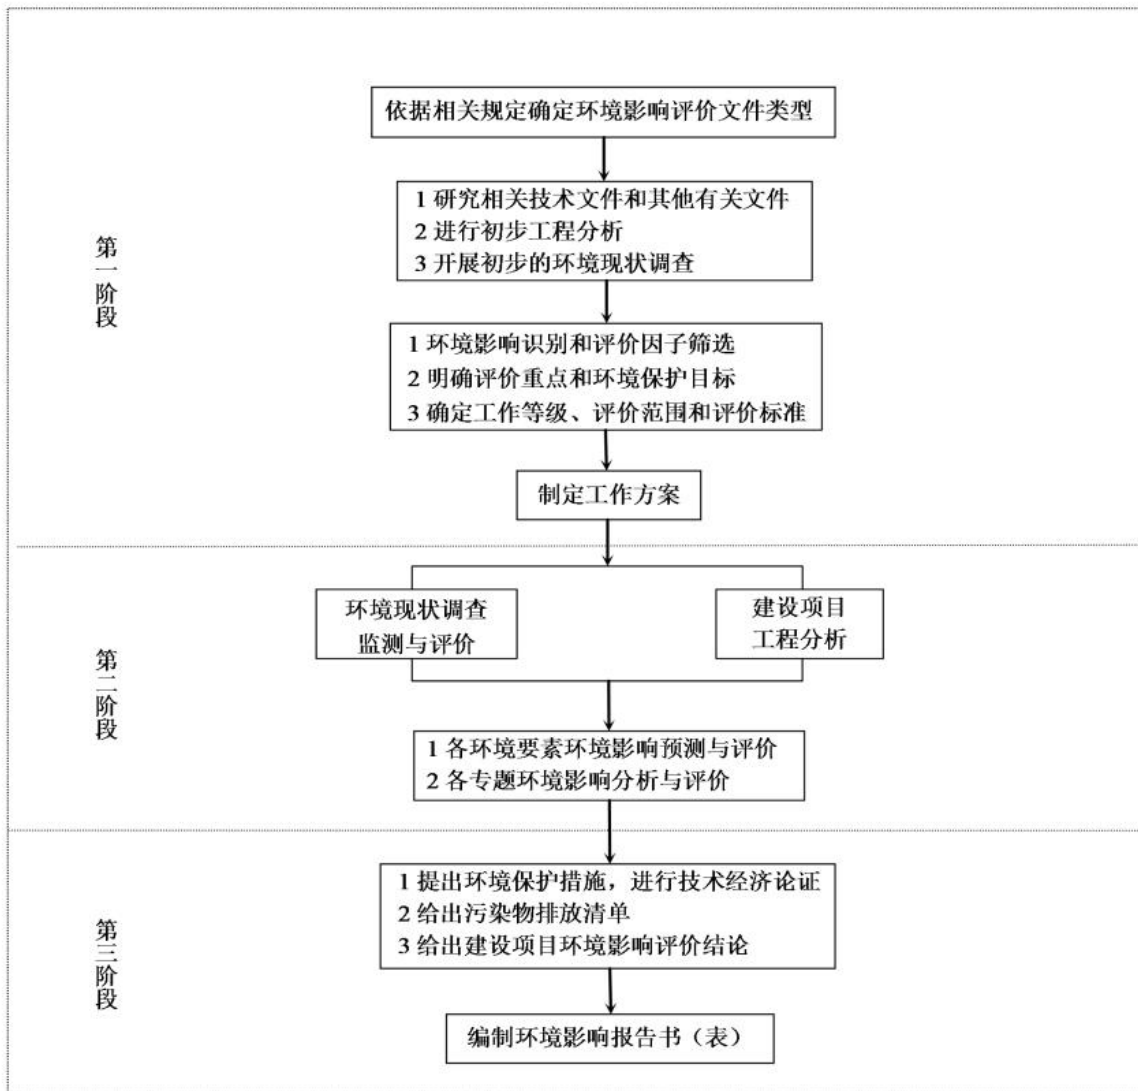 依据相关规定确定环境影响评价文件类型
1 研究相关技术文件和其他有关文件
2 进行初步工程分析
3 开展初步的环境现状调查
第一阶段
1 环境影响识别和评价因子筛选
2 明确评价重点和环境保护目标
3 确定工作等级、评价范围和评价标准
制定工作方案
环境现状调查
监测与评价
建设项目
工程分析
第二阶段
1 各环境要素环境影响预测与评价
2 各专题环境影响分析与评价
1 提出环境保护措施，进行技术经济论证
2 给出污染物排放清单
3 给出建设项目环境影响评价结论
第三阶段
编制环境影响报告书（表）